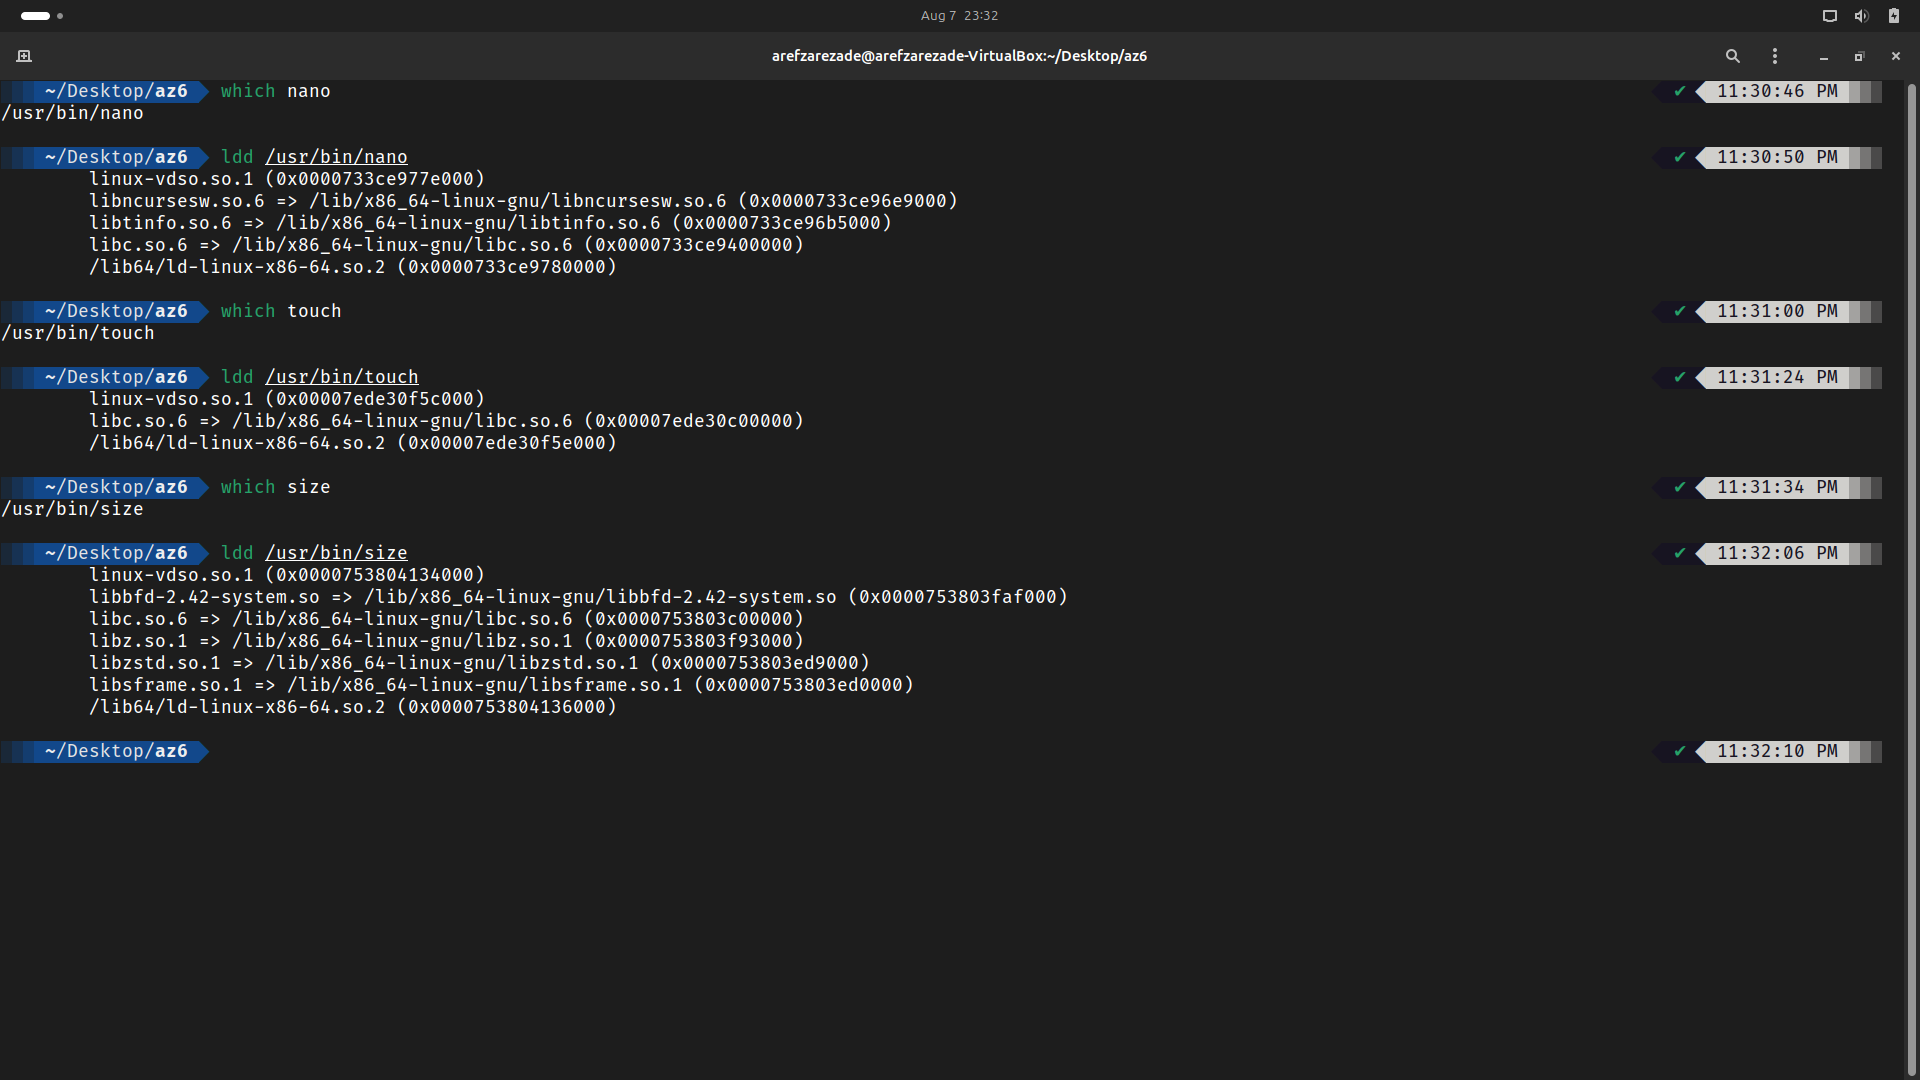 Aug 7 23:32
arefzarezade@arefzarezade-VirtualBox:~/Desktop/az6
~/Desktop/az6 which nano ✔ 11:30:46 PM
/usr/bin/nano
~/Desktop/az6 ldd /usr/bin/nano ✔ 11:30:50 PM
linux-vdso.so.1 (0x0000733ce977e000)
libncursesw.so.6 => /lib/x86_64-linux-gnu/libncursesw.so.6 (0x0000733ce96e9000)
libtinfo.so.6 => /lib/x86_64-linux-gnu/libtinfo.so.6 (0x0000733ce96b5000)
libc.so.6 => /lib/x86_64-linux-gnu/libc.so.6 (0x0000733ce9400000)
/lib64/ld-linux-x86-64.so.2 (0x0000733ce9780000)
~/Desktop/az6 which touch ✔ 11:31:00 PM
/usr/bin/touch
~/Desktop/az6 ldd /usr/bin/touch ✔ 11:31:24 PM
linux-vdso.so.1 (0x00007ede30f5c000)
libc.so.6 => /lib/x86_64-linux-gnu/libc.so.6 (0x00007ede30c00000)
/lib64/ld-linux-x86-64.so.2 (0x00007ede30f5e000)
~/Desktop/az6 which size ✔ 11:31:34 PM
/usr/bin/size
~/Desktop/az6 ldd /usr/bin/size ✔ 11:32:06 PM
linux-vdso.so.1 (0x0000753804134000)
libbfd-2.42-system.so => /lib/x86_64-linux-gnu/libbfd-2.42-system.so (0x0000753803faf000)
libc.so.6 => /lib/x86_64-linux-gnu/libc.so.6 (0x0000753803c00000)
libz.so.1 => /lib/x86_64-linux-gnu/libz.so.1 (0x0000753803f93000)
libzstd.so.1 => /lib/x86_64-linux-gnu/libzstd.so.1 (0x0000753803ed9000)
libsframe.so.1 => /lib/x86_64-linux-gnu/libsframe.so.1 (0x0000753803ed0000)
/lib64/ld-linux-x86-64.so.2 (0x0000753804136000)
~/Desktop/az6 ✔ 11:32:10 PM